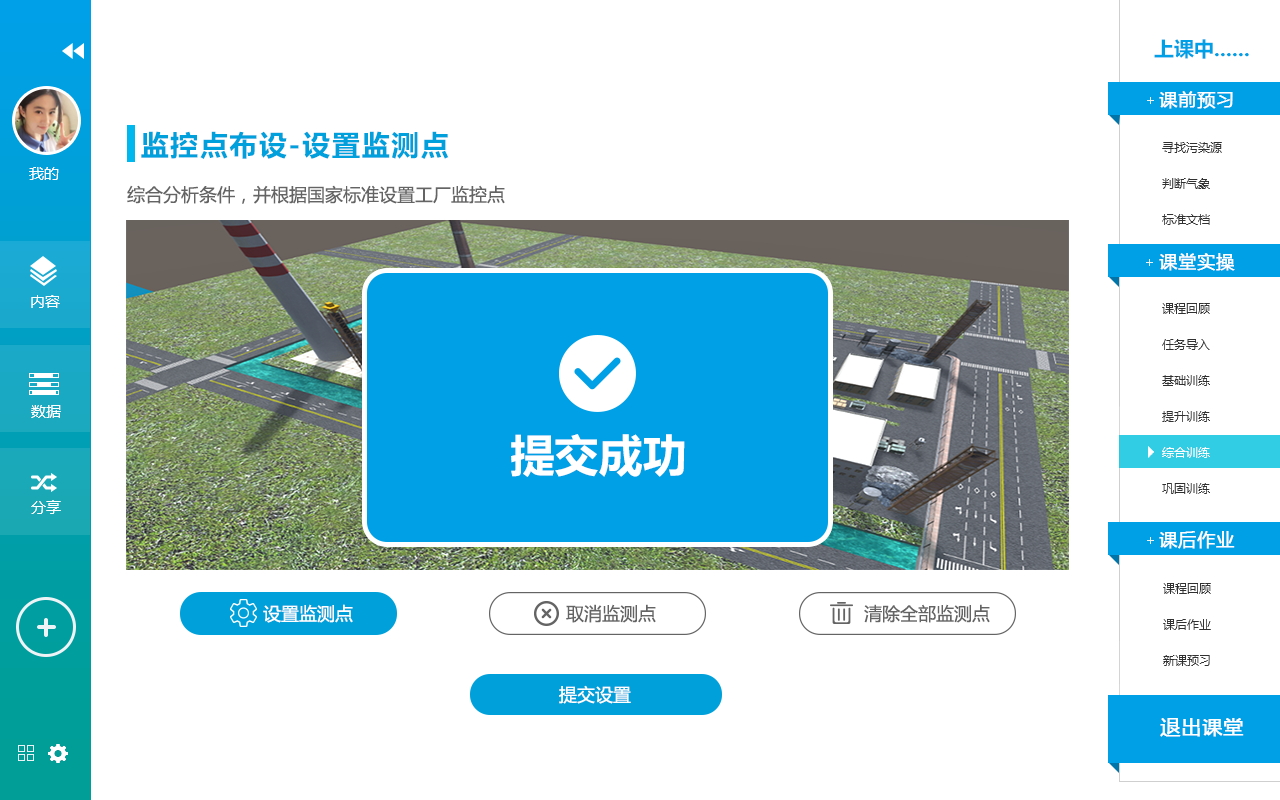 我的
内容
数据
分享
监控点布设-设置监测点
综合分析条件，并根据国家标准设置工厂监控点
提交成功
设置监测点
取消监测点
清除全部监测点
提交设置
上课中......
+ 课前预习
寻找污染源
判断气象
标准文档
+ 课堂实操
课程回顾
任务导入
基础训练
提升训练
综合训练
巩固训练
+ 课后作业
课程回顾
课后作业
新课预习
退出课堂